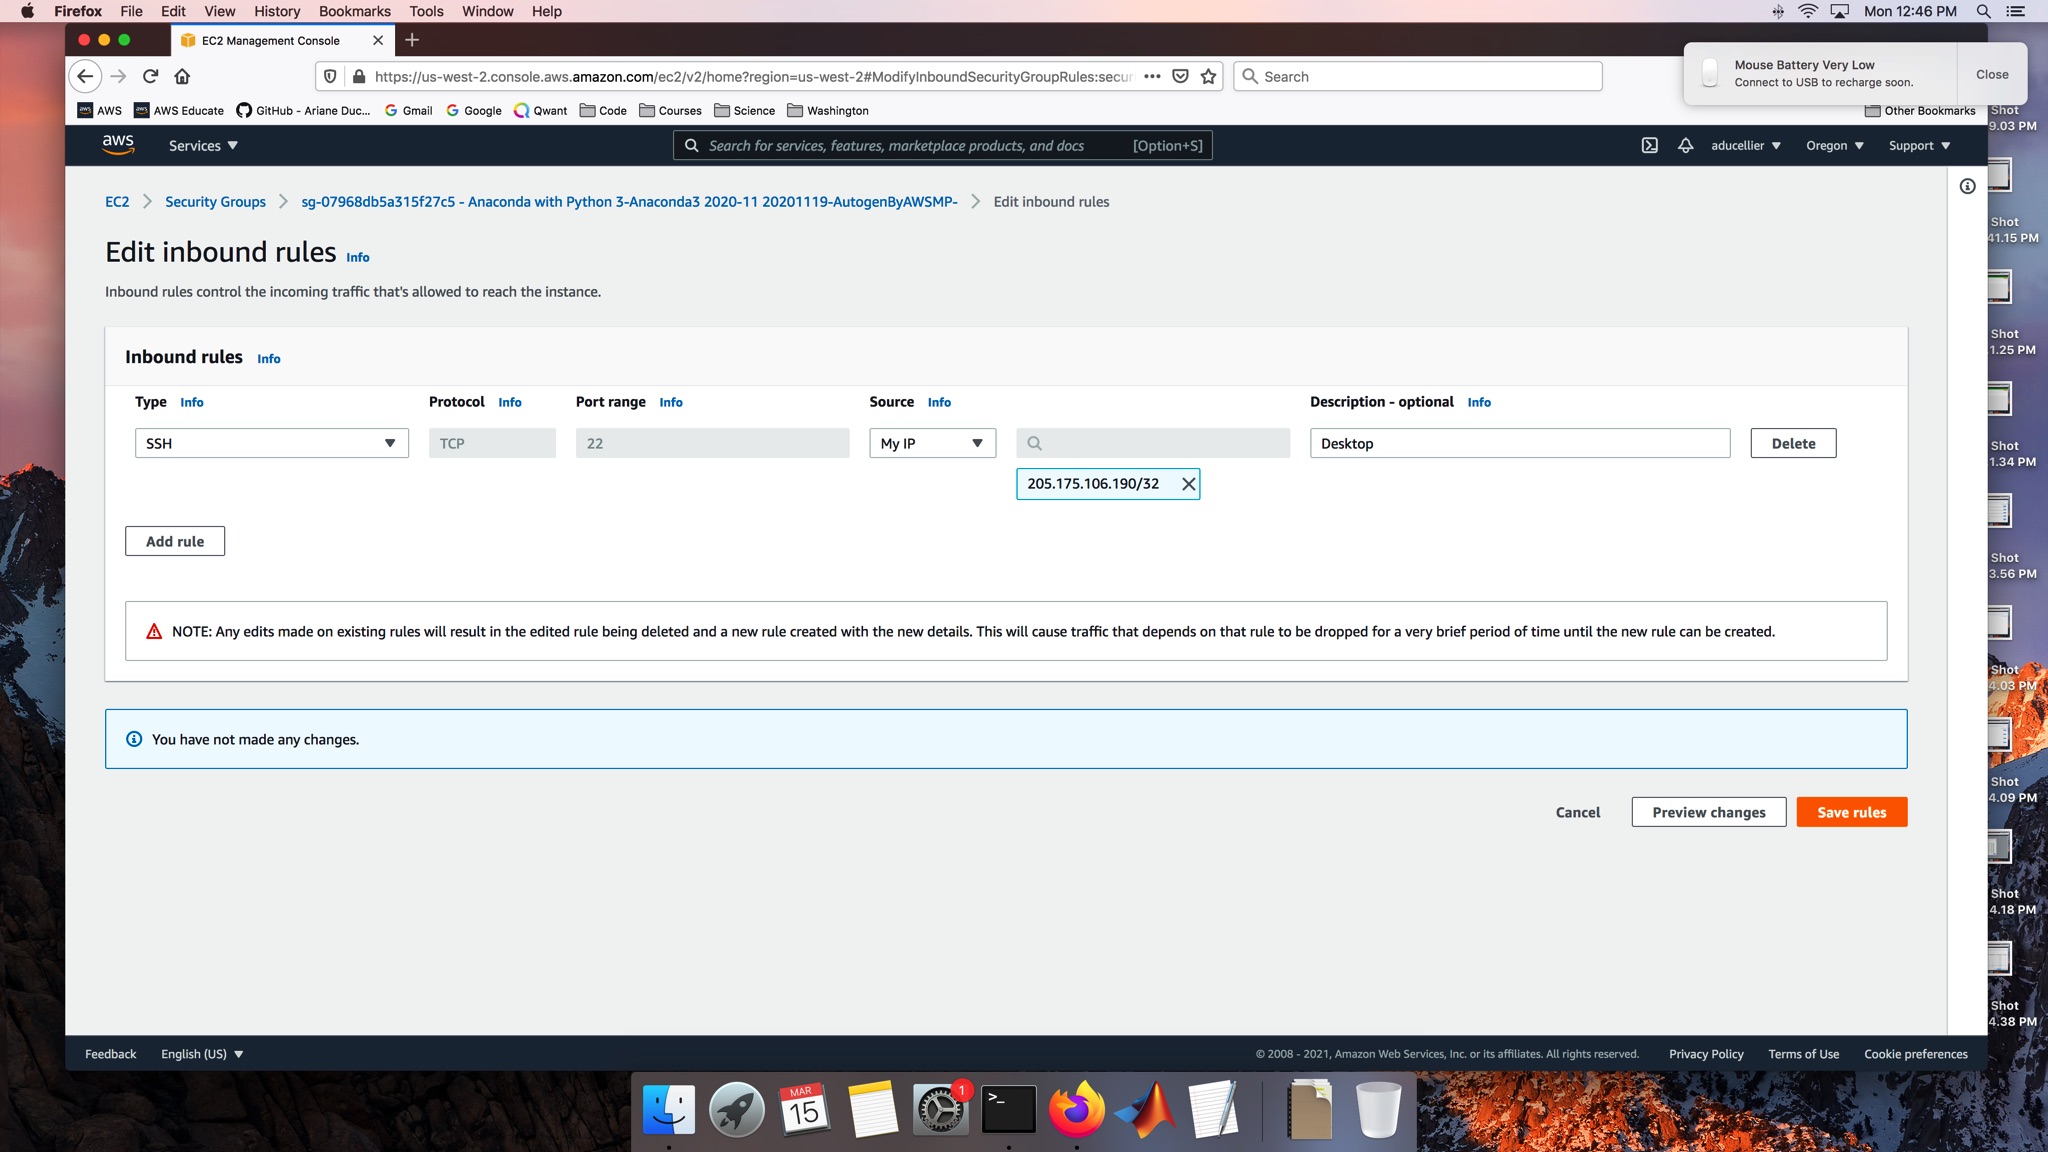 Firefox File Edit View History Bookmarks Tools Window Help Mon 12:46 PM
EC2 Management Console
https://us-west-2.console.aws.amazon.com/ec2/v2/home?region=us-west-2#ModifyInboundSecurityGroupRules:secur Search
Mouse Battery Very Low
Connect to USB to recharge soon.
Close
AWS AWS Educate GitHub - Ariane Duc... Gmail Google Qwant Code Courses Science Washington Other Bookmarks
aws Services Search for services, features, marketplace products, and docs [Option+S] aducellier Oregon Support
EC2 Security Groups sg-07968db5a315f27c5 - Anaconda with Python 3-Anaconda3 2020-11 20201119-AutogenByAWSMP- Edit inbound rules
Edit inbound rules Info
Inbound rules control the incoming traffic that's allowed to reach the instance.
Inbound rules Info
Type Info Protocol Info Port range Info Source Info Description - optional Info
SSH TCP 22 My IP Desktop Delete
205.175.106.190/32
Add rule
NOTE: Any edits made on existing rules will result in the edited rule being deleted and a new rule created with the new details. This will cause traffic that depends on that rule to be dropped for a very brief period of time until the new rule can be created.
You have not made any changes.
Cancel Preview changes Save rules
Feedback English (US) © 2008 - 2021, Amazon Web Services, Inc. or its affiliates. All rights reserved. Privacy Policy Terms of Use Cookie preferences
Shot
9.03 PM
Shot
41.15 PM
Shot
1.25 PM
Shot
1.34 PM
Shot
3.56 PM
Shot
4.03 PM
Shot
4.09 PM
Shot
4.18 PM
Shot
4.38 PM
MAR
15
1
>_